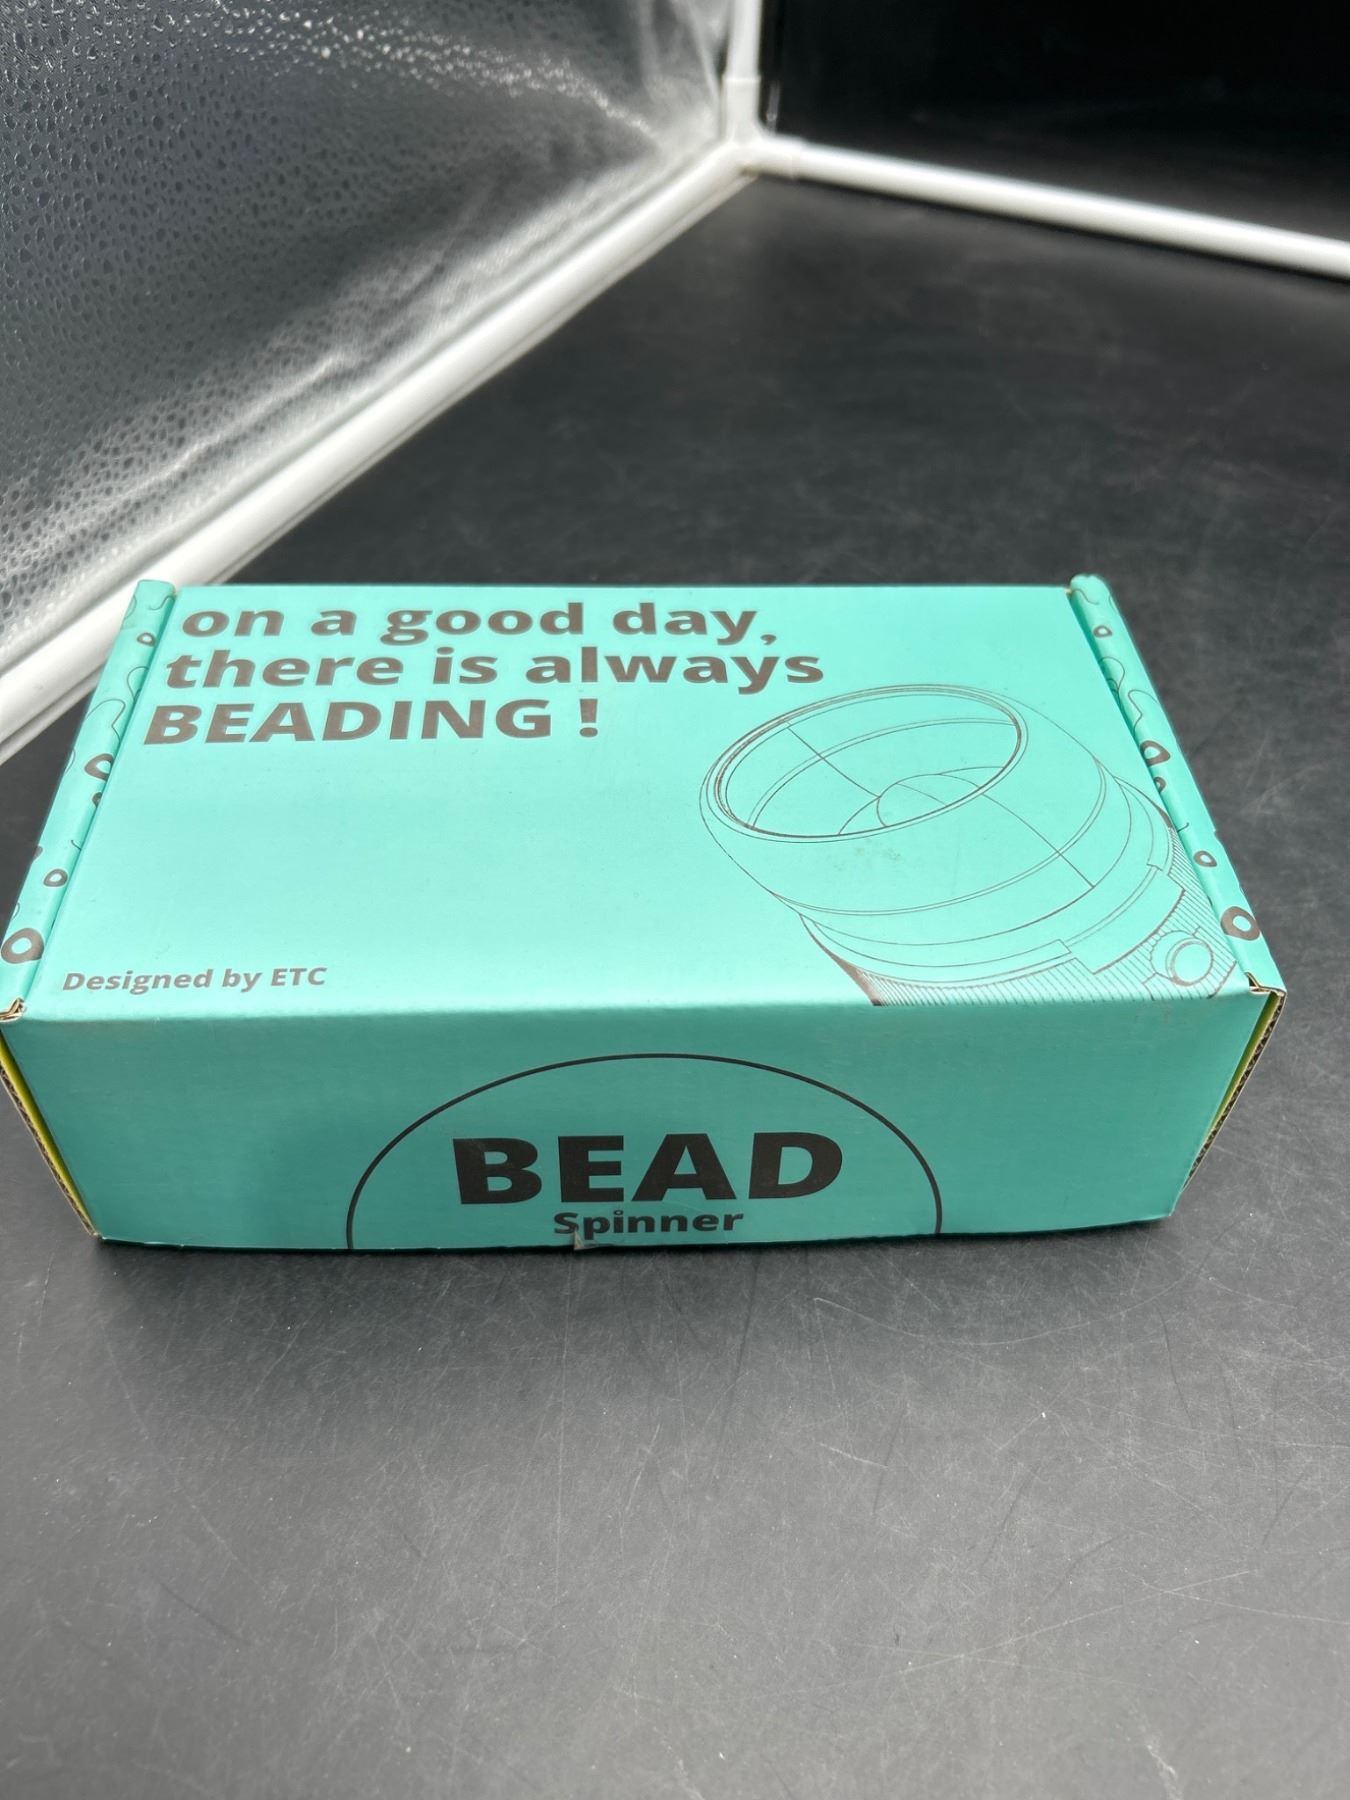 on a good day,
there is always
BEADING !
Designed by ETC
BEAD
Spinner